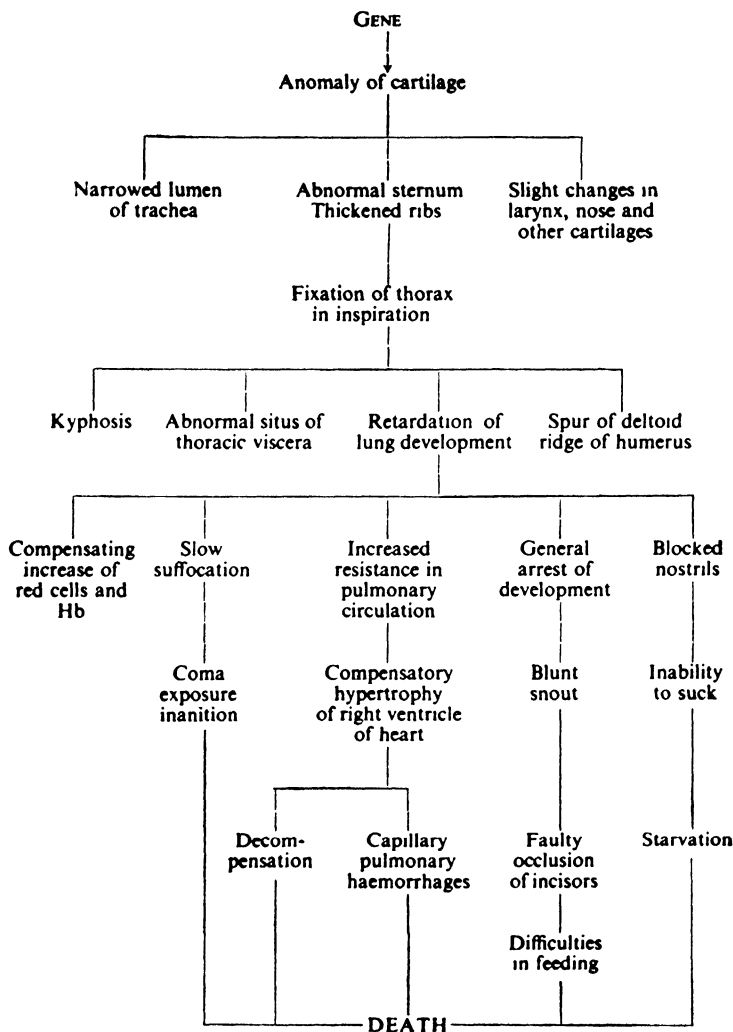 GENE
Anomaly of cartilage
Narrowed lumen
of trachea
Abnormal sternum
Thickened ribs
Slight changes in
larynx, nose and
other cartilages
Fixation of thorax
in inspiration
Kyphosis
Abnormal situs of
thoracic viscera
Retardation of
lung development
Spur of deltoid
ridge of humerus
Compensating
increase of
red cells and
Hb
Slow
suffocation
Increased
resistance in
pulmonary
circulation
General
arrest of
development
Blocked
nostrils
Coma
exposure
inanition
Compensatory
hypertrophy
of right ventricle
of heart
Blunt
snout
Inability
to suck
Decom-
pensation
Capillary
pulmonary
haemorrhages
Faulty
occlusion
of incisors
Starvation
Difficulties
in feeding
DEATH